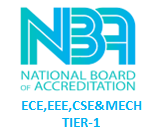 NBA
NATIONAL BOARD
OF ACCREDITATION
ECE,EEE,CSE&MECH
TIER-1